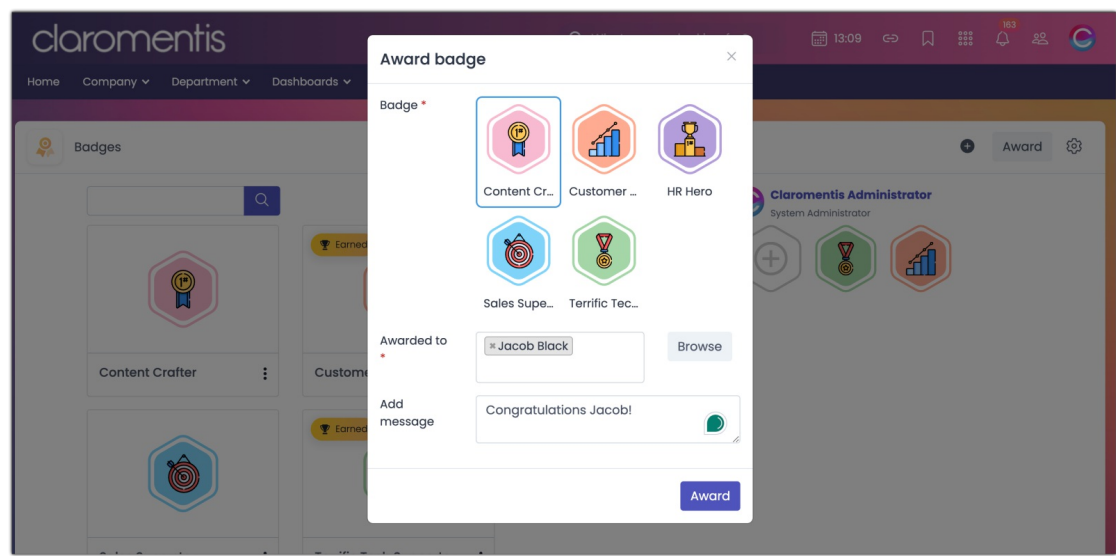 claromentis
13:09
163
Home Company Department Dashboards
Award badge
Badge *
Content Cr...
Customer ...
HR Hero
Sales Supe...
Terrific Tec...
Awarded to
*
× Jacob Black
Browse
Add
message
Congratulations Jacob!
Award
Badges
Award
Earned
Content Crafter
Custome
Earned
Claromentis Administrator
System Administrator